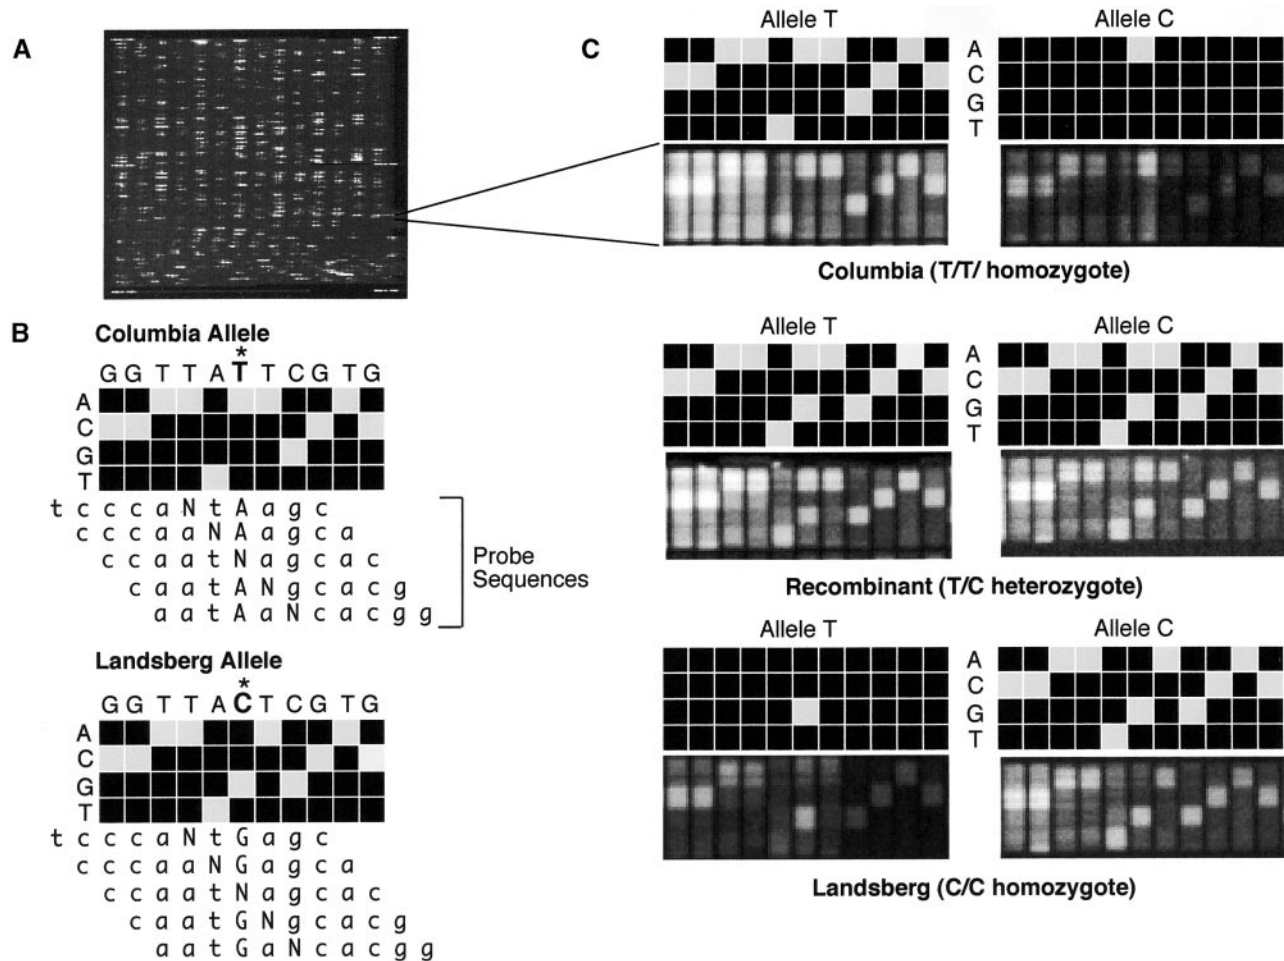 A
B
Columbia Allele
*
G G T T A T T C G T G
A
C
G
T
t c c c a N t A a g c
c c c a a N A a g c a
c c a a t N a g c a c
c a a t A N g c a c g
a a t A a N c a c g g
Probe
Sequences
Landsberg Allele
*
G G T T A C T C G T G
A
C
G
T
t c c c a N t G a g c
c c c a a N G a g c a
c c a a t N a g c a c
c a a t G N g c a c g
a a t G a N c a c g g
C
Allele T
Allele C
A
C
G
T
Columbia (T/T/ homozygote)
Allele T
Allele C
A
C
G
T
Recombinant (T/C heterozygote)
Allele T
Allele C
A
C
G
T
Landsberg (C/C homozygote)